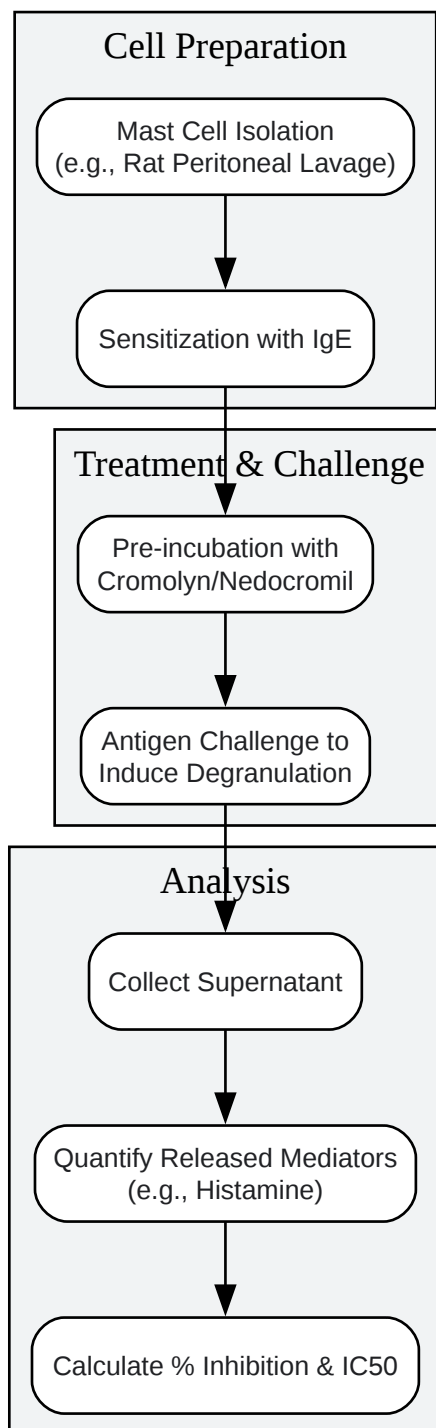 Cell Preparation
Mast Cell Isolation
(e.g., Rat Peritoneal Lavage)
Sensitization with IgE
Treatment & Challenge
Pre-incubation with
Cromolyn/Nedocromil
Antigen Challenge to
Induce Degranulation
Analysis
Collect Supernatant
Quantify Released Mediators
(e.g., Histamine)
Calculate % Inhibition & IC50